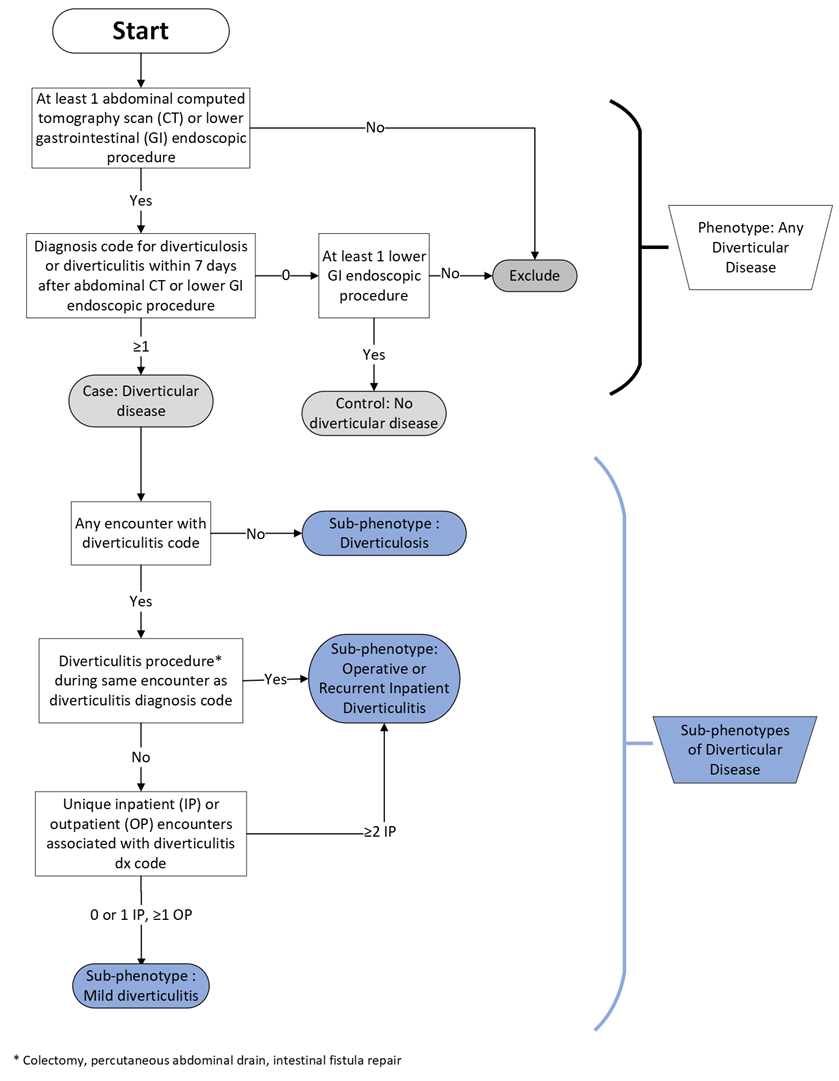 Start
At least 1 abdominal computed
tomography scan (CT) or lower
gastrointestinal (GI) endoscopic
procedure
No
Yes
Diagnosis code for diverticulosis
or diverticulitis within 7 days
after abdominal CT or lower GI
endoscopic procedure
0
At least 1 lower
GI endoscopic
procedure
No
Exclude
Phenotype: Any
Diverticular
Disease
≥1
Yes
Case: Diverticular
disease
Control: No
diverticular disease
Any encounter with
diverticulitis code
No
Sub-phenotype :
Diverticulosis
Yes
Diverticulitis procedure*
during same encounter as
diverticulitis diagnosis code
Yes
Sub-phenotype:
Operative or
Recurrent Inpatient
Diverticulitis
Sub-phenotypes
of Diverticular
Disease
No
Unique inpatient (IP) or
outpatient (OP) encounters
associated with diverticulitis
dx code
≥2 IP
0 or 1 IP, ≥1 OP
Sub-phenotype :
Mild diverticulitis
* Colectomy, percutaneous abdominal drain, intestinal fistula repair